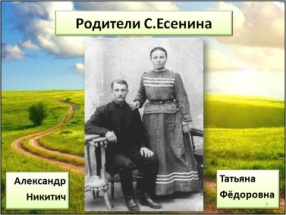 Родители С.Есенина
Александр
Никитич
Татьяна
Фёдоровна